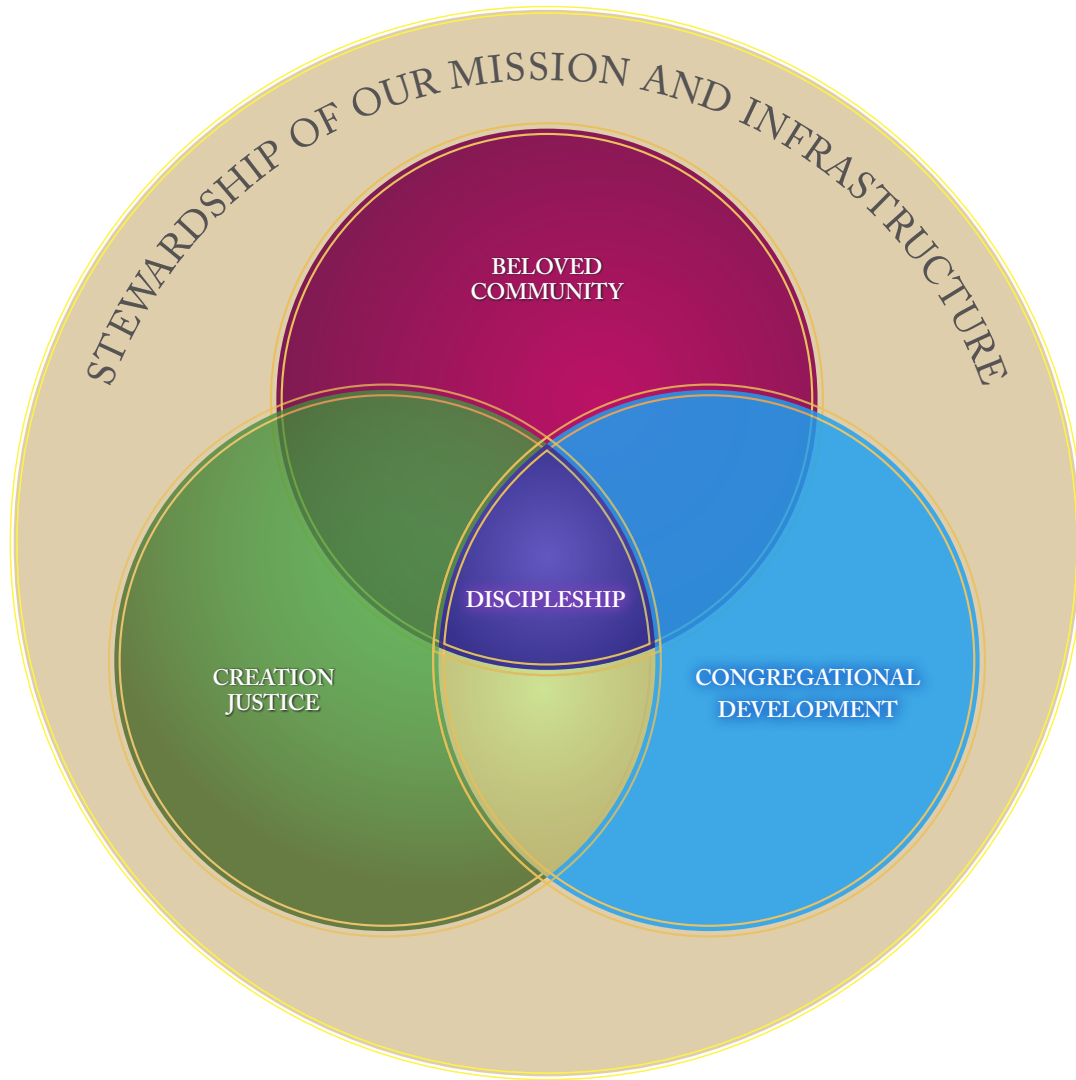 STEWARDSHIP OF OUR MISSION AND INFRASTRUCTURE
BELOVED
COMMUNITY
DISCIPLESHIP
CREATION
JUSTICE
CONGREGATIONAL
DEVELOPMENT